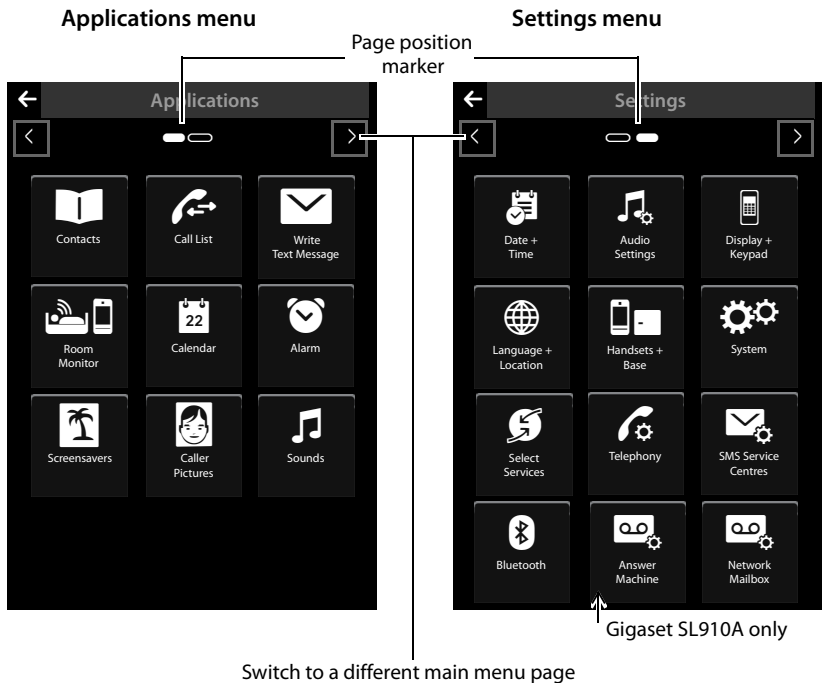 Applications menu
Settings menu
Page position
marker
Applications
Contacts
Call List
Write
Text Message
Room
Monitor
22
Calendar
Alarm
Screensavers
Caller
Pictures
Sounds
Settings
Date +
Time
Audio
Settings
Display +
Keypad
Language +
Location
Handsets +
Base
System
Select
Services
Telephony
SMS Service
Centres
Bluetooth
Answer
Machine
Network
Mailbox
Gigaset SL910A only
Switch to a different main menu page